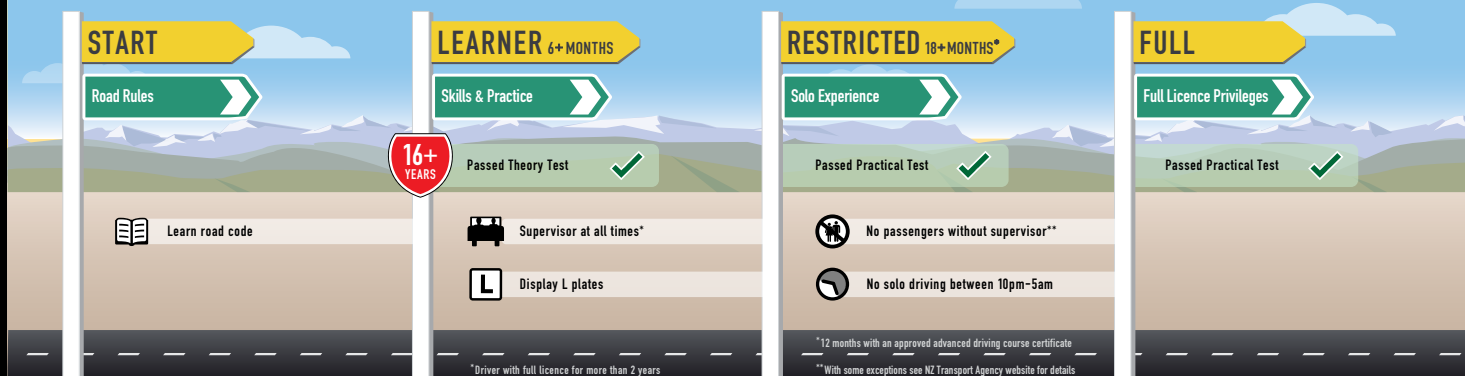 START
Road Rules
Learn road code
LEARNER 6+ MONTHS
Skills & Practice
16+
YEARS
Passed Theory Test
Supervisor at all times*
L
Display L plates
*Driver with full licence for more than 2 years
RESTRICTED 18+ MONTHS*
Solo Experience
Passed Practical Test
No passengers without supervisor**
No solo driving between 10pm-5am
*12 months with an approved advanced driving course certificate
**With some exceptions see NZ Transport Agency website for details
FULL
Full Licence Privileges
Passed Practical Test